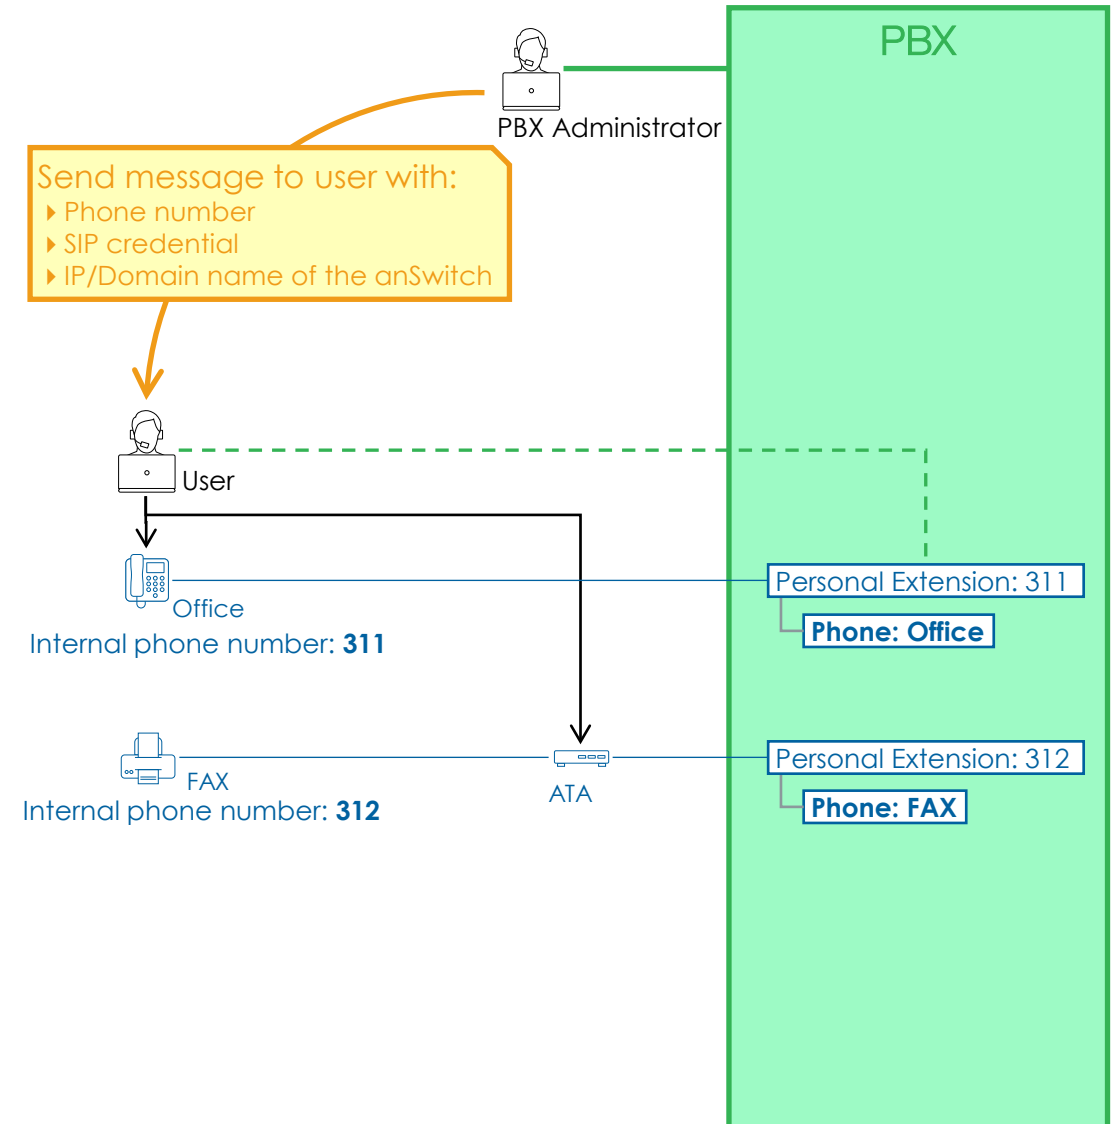 PBX
PBX Administrator
Send message to user with:
Phone number
SIP credential
IP/Domain name of the anSwitch
User
Personal Extension: 311
Office
Phone: Office
Internal phone number: 311
Personal Extension: 312
FAX
ATA
Phone: FAX
Internal phone number: 312